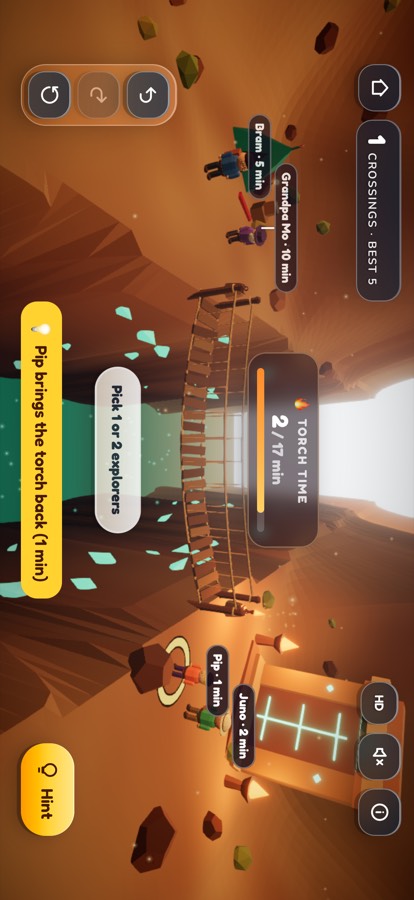 1 CROSSINGS · BEST 5
HD
🔥 TORCH TIME
2 / 17 min
Grandpa Mo · 10 min
Bram · 5 min
Juno · 2 min
Pip · 1 min
Pick 1 or 2 explorers
💡 Pip brings the torch back (1 min)
Hint